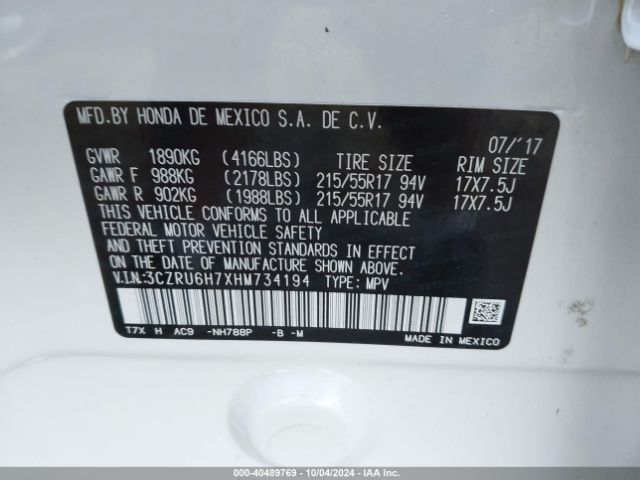 MFD.BY HONDA DE MEXICO S.A. DE C.V.
07/'17
GVWR 1890KG (4166LBS) TIRE SIZE RIM SIZE
GAWR F 988KG (2178LBS) 215/55R17 94V 17X7.5J
GAWR R 902KG (1988LBS) 215/55R17 94V 17X7.5J
THIS VEHICLE CONFORMS TO ALL APPLICABLE
FEDERAL MOTOR VEHICLE SAFETY
AND THEFT PREVENTION STANDARDS IN EFFECT
ON THE DATE OF MANUFACTURE SHOWN ABOVE.
V.I.N:3CZRU6H7XHM734194 TYPE: MPV
T7X H AC9 -NH788P -B -M
MADE IN MEXICO
000-40489769 - 10/04/2024 - IAA Inc.